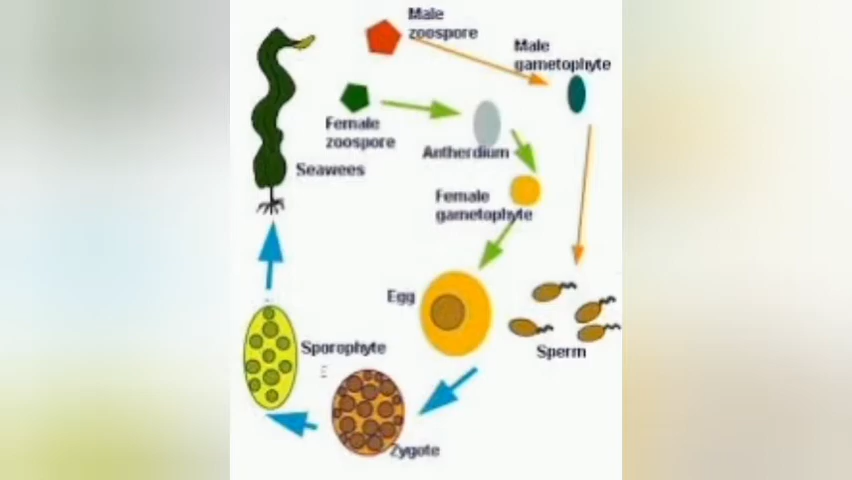 Male
zoospore
Male
gametophyte
Female
zoospore
Antherdium
Seawees
Female
gametophyte
Egg
Sporophyte
Sperm
Zygote